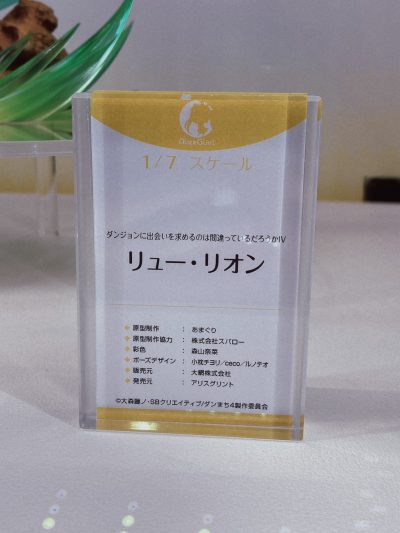 AliceGlint
1/7 スケール
ダンジョンに出会いを求めるのは間違っているだろうかIV
リュー・リオン
◆ 原型制作 : あまぐり
◆ 原型制作協力 : 株式会社スパロー
◆ 彩色 : 森山奈菜
◆ ポーズデザイン : 小枕チヨリ/ceco/ルノテオ
◆ 販売元 : 大網株式会社
◆ 発売元 : アリスグリント
©大森藤ノ・SBクリエイティブ/ダンまち4製作委員会